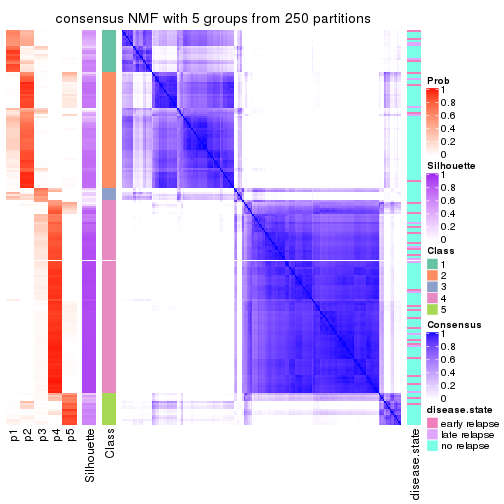 consensus NMF with 5 groups from 250 partitions
p1
p2
p3
p4
p5
Silhouette
Class
disease.state
Prob
1
0.8
0.6
0.4
0.2
0
Silhouette
1
0.8
0.6
0.4
0.2
0
Class
1
2
3
4
5
Consensus
1
0.8
0.6
0.4
0.2
0
disease.state
early relapse
late relapse
no relapse